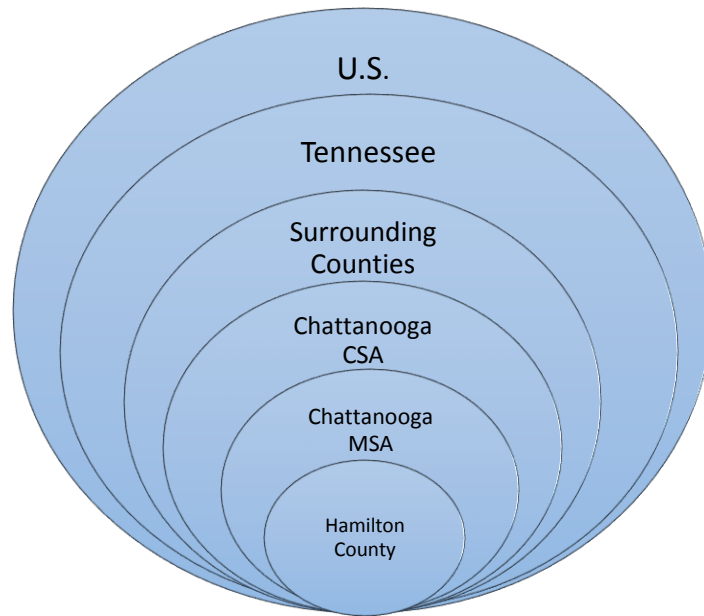 U.S.
Tennessee
Surrounding
Counties
Chattanooga
CSA
Chattanooga
MSA
Hamilton
County